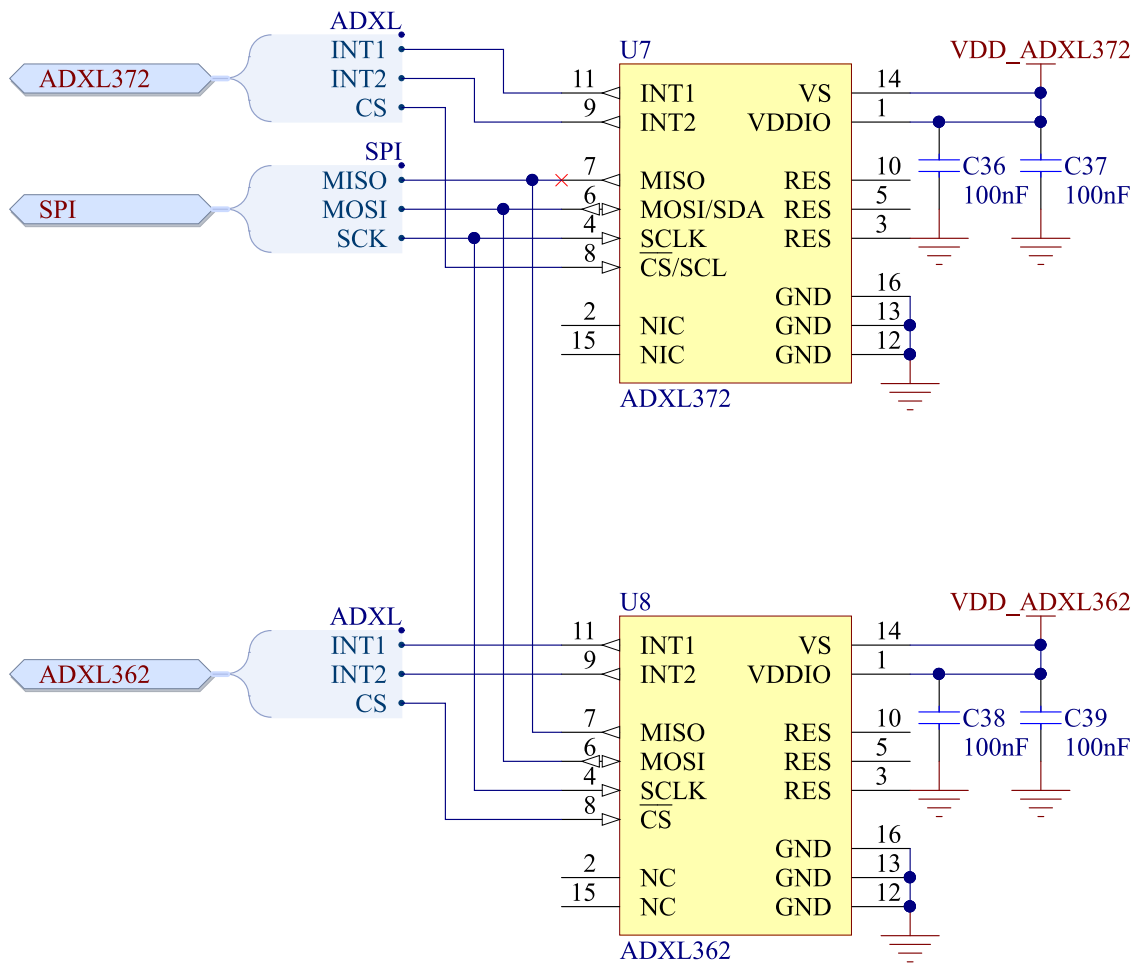 ADXL
INT1
INT2
CS
ADXL372
SPI
MISO
MOSI
SCK
SPI
U7
11 INT1
9 INT2
7 MISO
6 MOSI/SDA
4 SCLK
8 CS/SCL
2 NIC
15 NIC
VS 14
VDDIO 1
RES 10
RES 5
RES 3
GND 16
GND 13
GND 12
ADXL372
VDD_ADXL372
C36
100nF
C37
100nF
ADXL
INT1
INT2
CS
ADXL362
U8
11 INT1
9 INT2
7 MISO
6 MOSI
4 SCLK
8 CS
2 NC
15 NC
VS 14
VDDIO 1
RES 10
RES 5
RES 3
GND 16
GND 13
GND 12
ADXL362
VDD_ADXL362
C38
100nF
C39
100nF